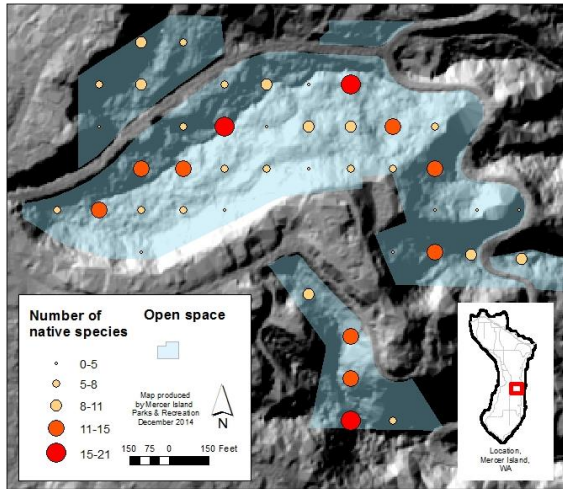 Number of
native species
0-5
5-8
8-11
11-15
15-21
Open space
Map produced
by Mercer Island
Parks & Recreation
December 2014
N
150 75 0 150 Feet
Location,
Mercer Island,
WA